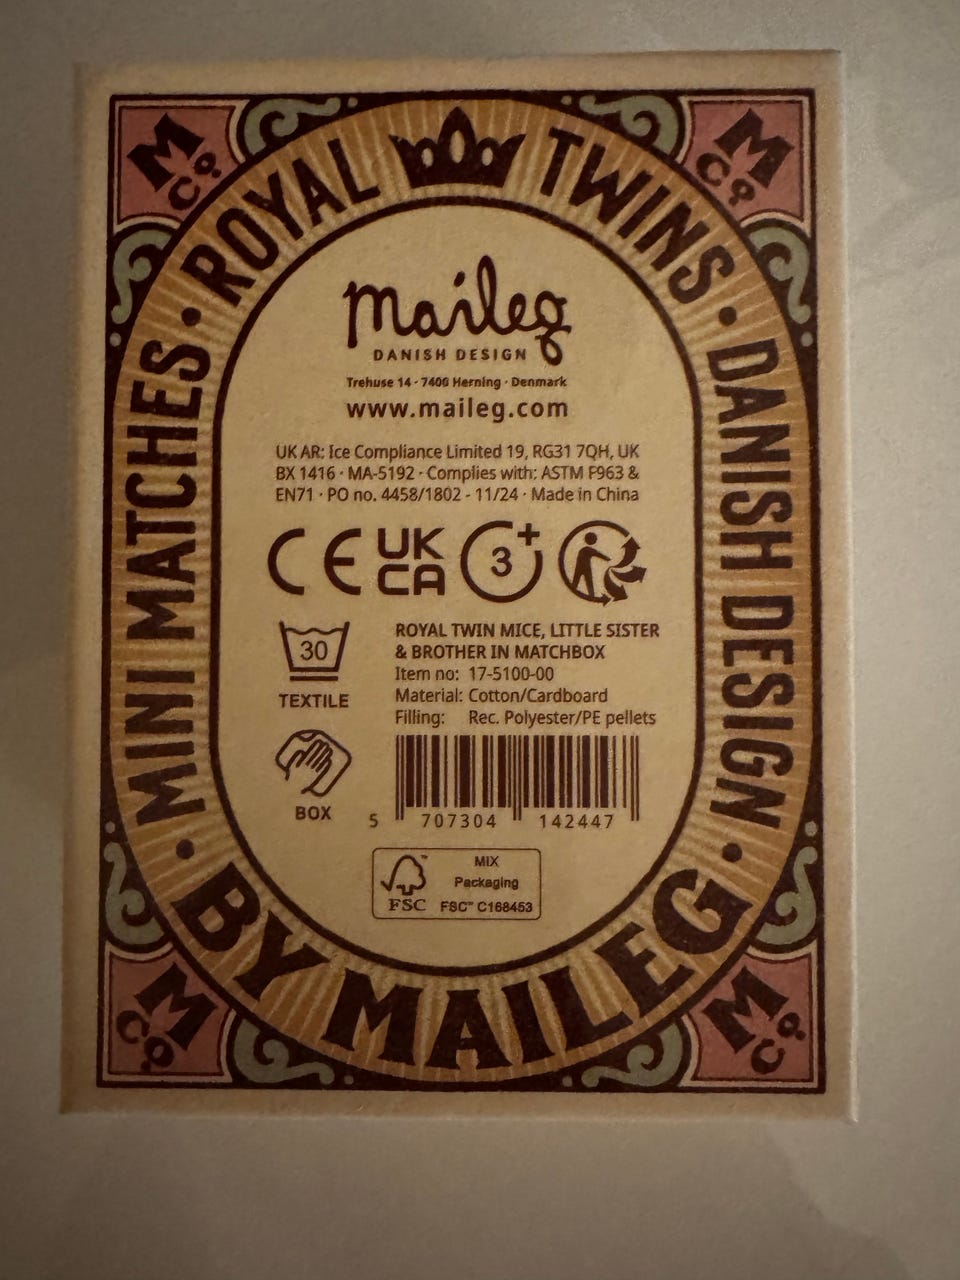 ROYAL TWINS · DANISH DESIGN · BY MAILEG · MINI MATCHES ·
M Co.
M Co.
maileg
DANISH DESIGN
Trehuse 14 · 7400 Herning · Denmark
www.maileg.com
UK AR: Ice Compliance Limited 19, RG31 7QH, UK
BX 1416 · MA-5192 · Complies with: ASTM F963 &
EN71 · PO no. 4458/1802 - 11/24 · Made in China
CE UK CA 3+
30
TEXTILE
ROYAL TWIN MICE, LITTLE SISTER
& BROTHER IN MATCHBOX
Item no: 17-5100-00
Material: Cotton/Cardboard
Filling: Rec. Polyester/PE pellets
BOX
5 707304 142447
FSC™
MIX
Packaging
FSC™ C168453
M Co.
M Co.